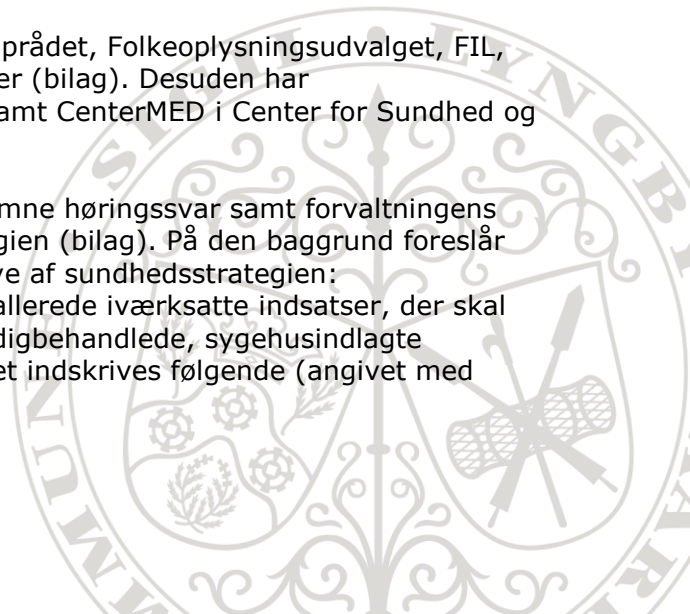 prådet, Folkeoplysningsudvalget, FIL,
er (bilag). Desuden har
amt CenterMED i Center for Sundhed og
mne høringssvar samt forvaltningens
gien (bilag). På den baggrund foreslår
ve af sundhedsstrategien:
allerede iværksatte indsatser, der skal
digbehandlede, sygehusindlagte
et indskrives følgende (angivet med